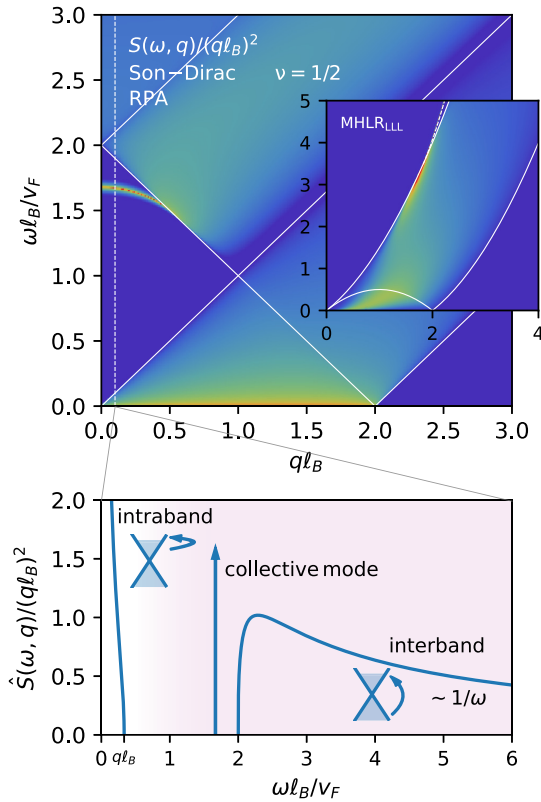 3.0
2.5
2.0
1.5
1.0
0.5
0.0
ωℓ_B/v_F
S(ω, q)/(qℓ_B)²
Son−Dirac ν = 1/2
RPA
MHLR_LLL
5
4
3
2
1
0
0 2 4
0.0 0.5 1.0 1.5 2.0 2.5 3.0
qℓ_B
2.0
1.5
1.0
0.5
0.0
Ŝ(ω, q)/(qℓ_B)²
intraband
collective mode
interband
~ 1/ω
0 qℓ_B 1 2 3 4 5 6
ωℓ_B/v_F